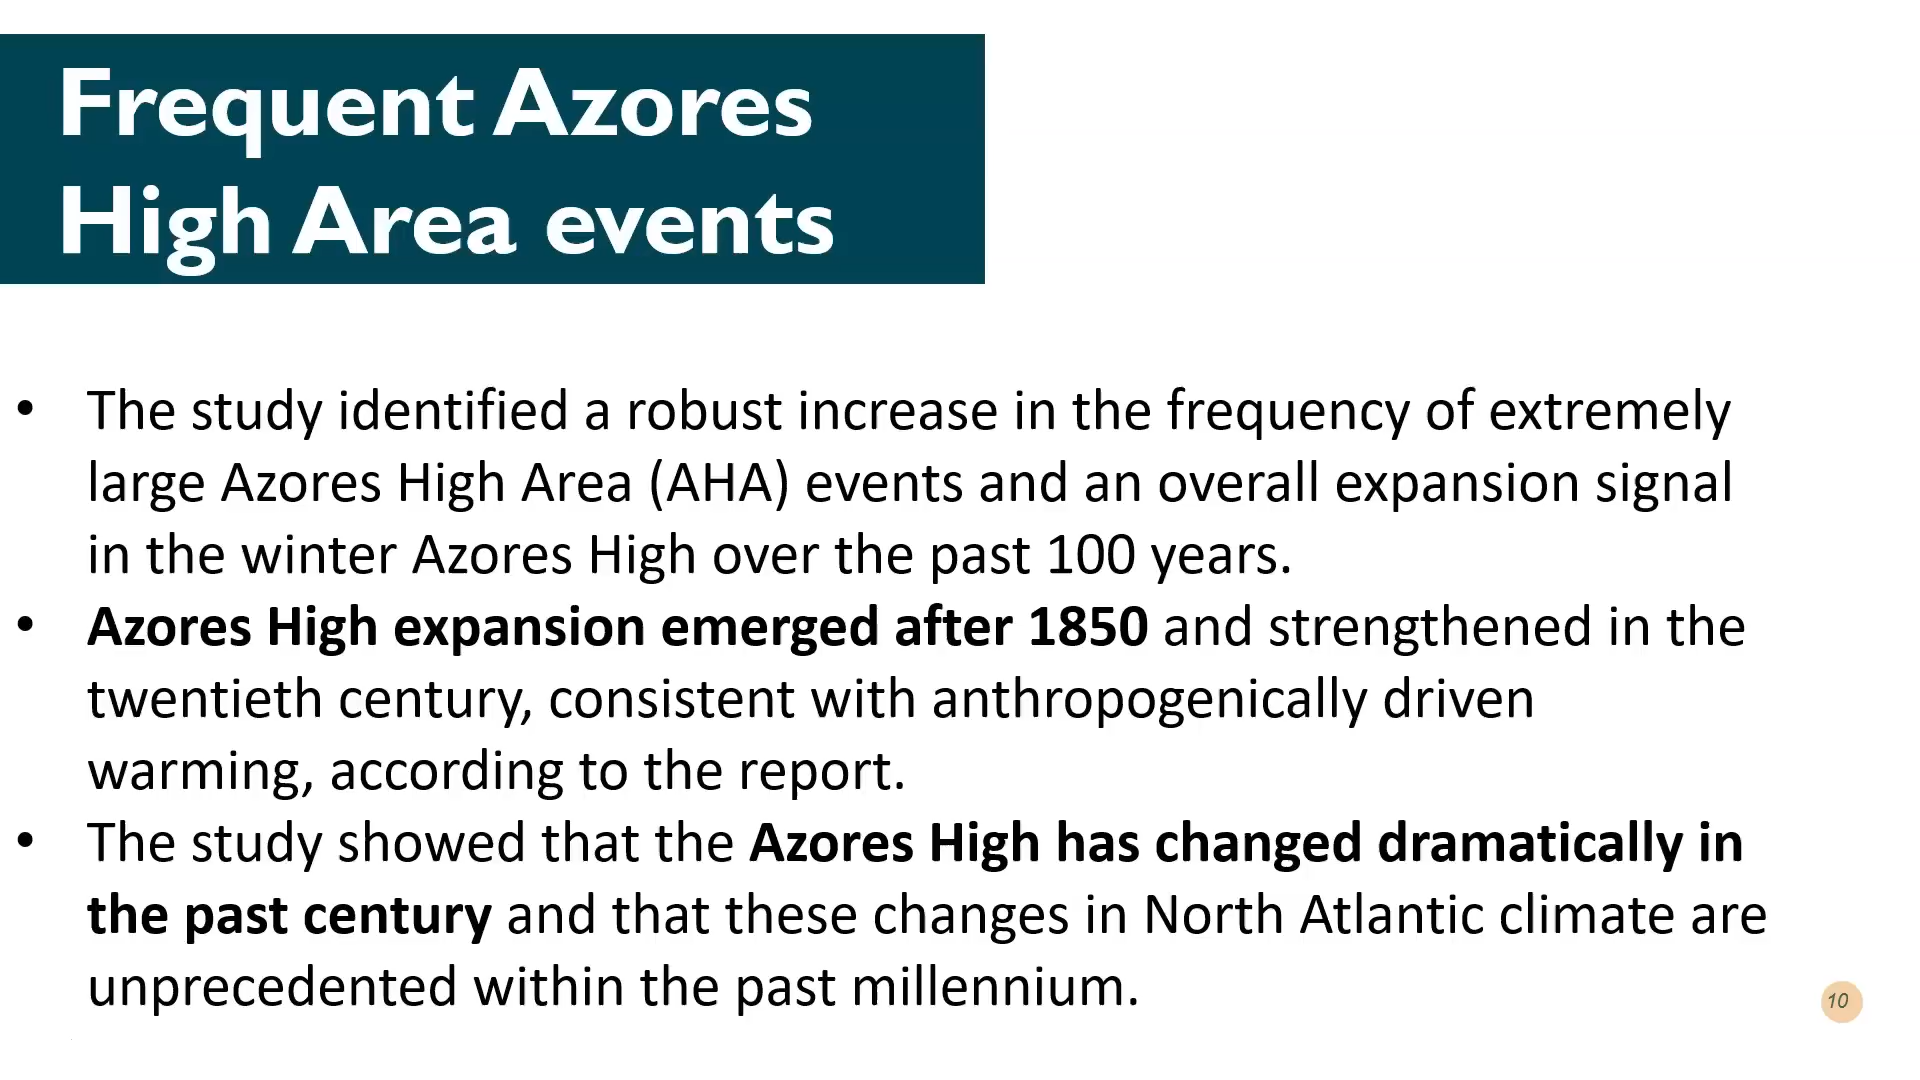 Frequent Azores
High Area events
• The study identified a robust increase in the frequency of extremely
large Azores High Area (AHA) events and an overall expansion signal
in the winter Azores High over the past 100 years.
• Azores High expansion emerged after 1850 and strengthened in the
twentieth century, consistent with anthropogenically driven
warming, according to the report.
• The study showed that the Azores High has changed dramatically in
the past century and that these changes in North Atlantic climate are
unprecedented within the past millennium.
10